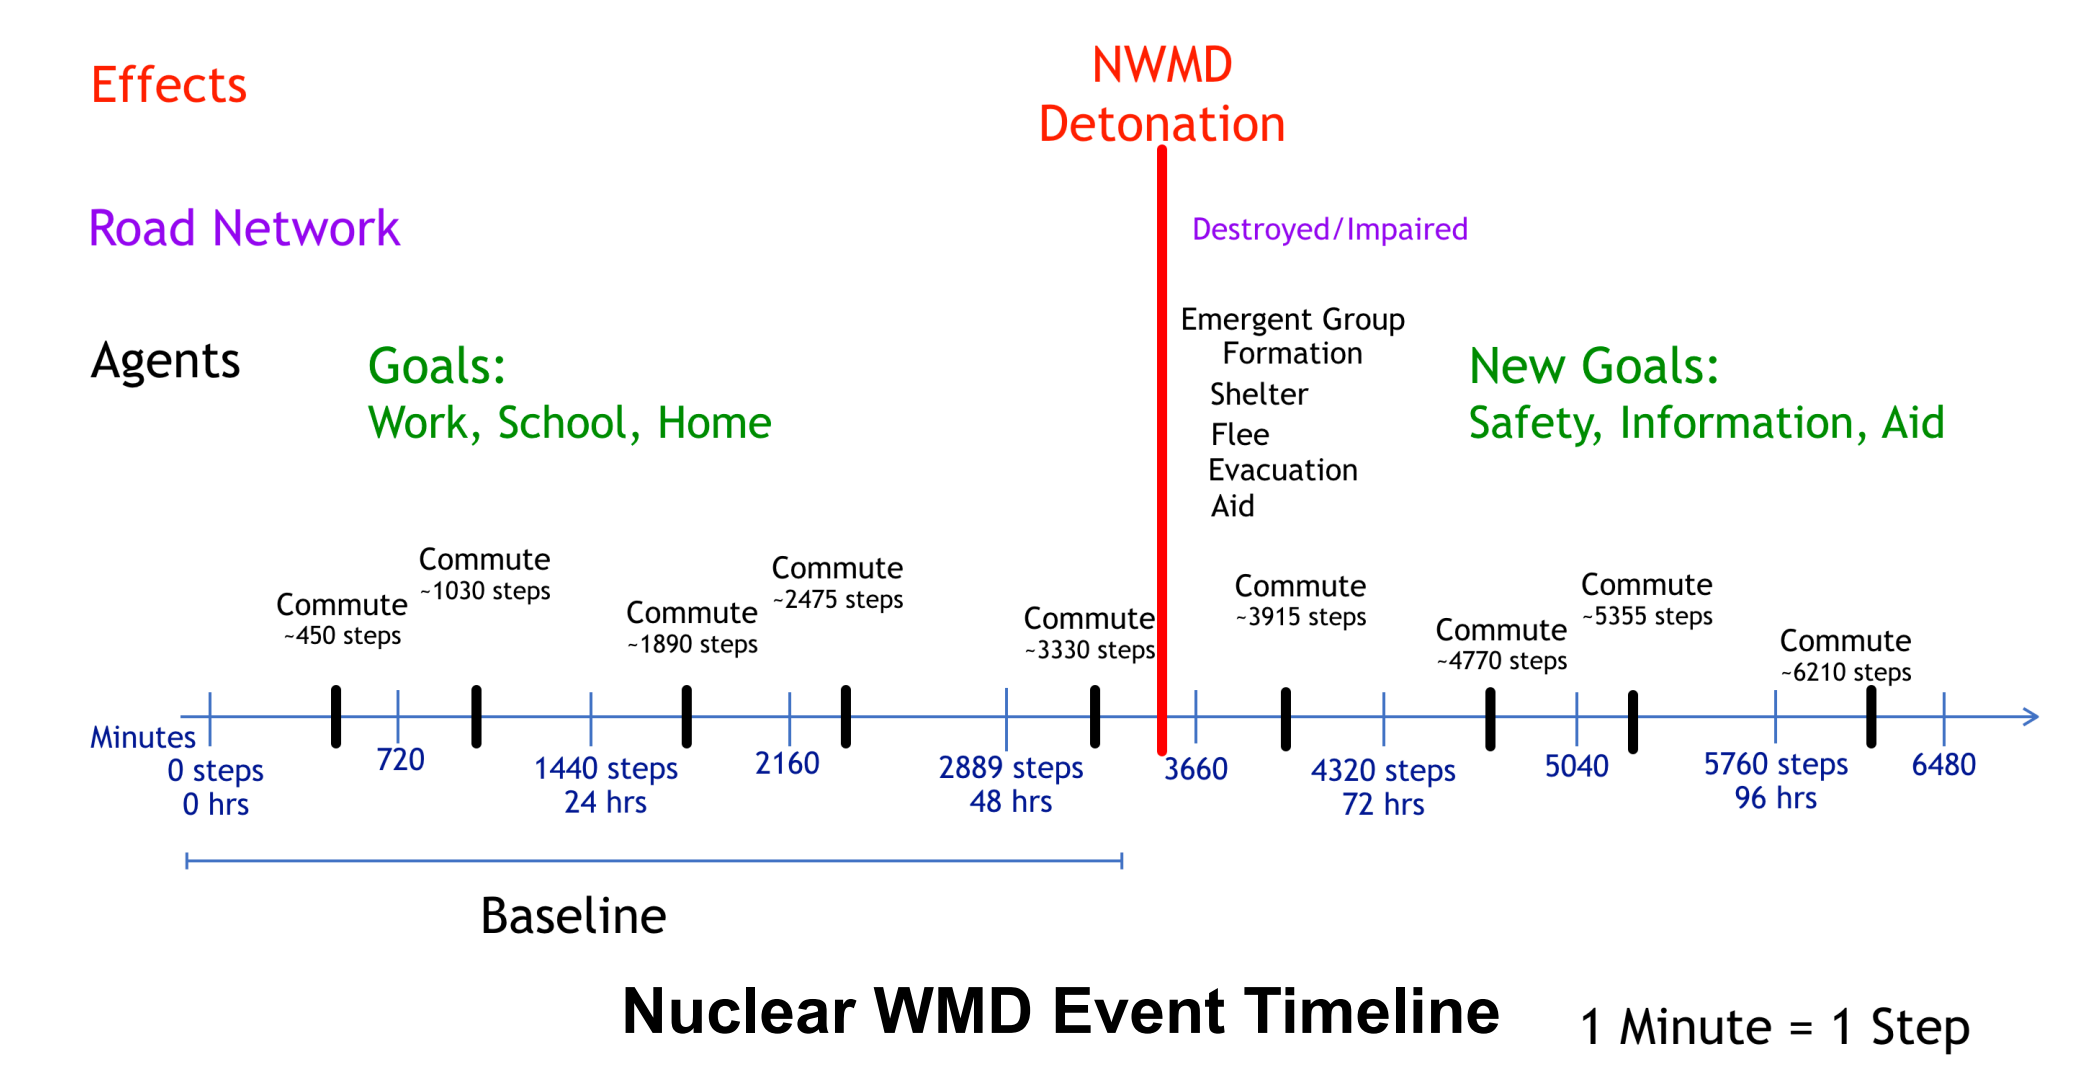 NWMD
Detonation
Effects
Road Network
Destroyed/Impaired
Agents
Goals:
Work, School, Home
Emergent Group
Formation
Shelter
Flee
Evacuation
Aid
New Goals:
Safety, Information, Aid
Commute
~450 steps
Commute
~1030 steps
Commute
~1890 steps
Commute
~2475 steps
Commute
~3330 steps
Commute
~3915 steps
Commute
~4770 steps
Commute
~5355 steps
Commute
~6210 steps
Minutes
0 steps
0 hrs
720
1440 steps
24 hrs
2160
2889 steps
48 hrs
3660
4320 steps
72 hrs
5040
5760 steps
96 hrs
6480
Baseline
Nuclear WMD Event Timeline
1 Minute = 1 Step